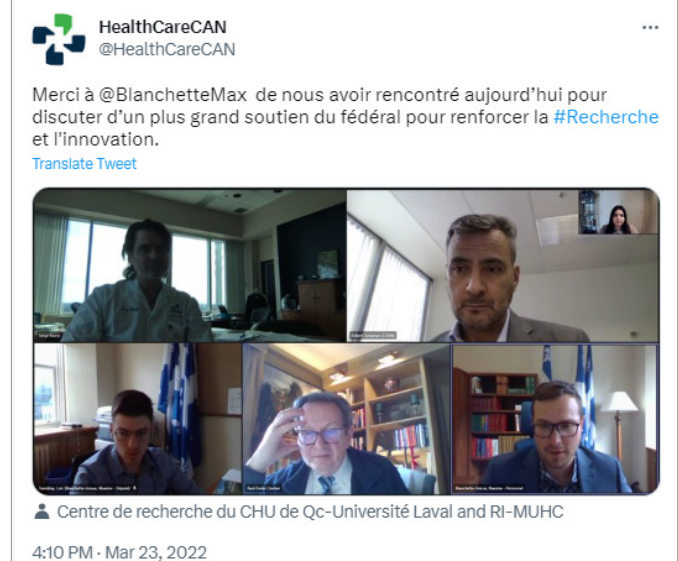 HealthCareCAN
@HealthCareCAN
Merci à @BlanchetteMax de nous avoir rencontré aujourd’hui pour
discuter d’un plus grand soutien du fédéral pour renforcer la #Recherche
et l'innovation.
Translate Tweet
Centre de recherche du CHU de Qc-Université Laval and RI-MUHC
4:10 PM · Mar 23, 2022